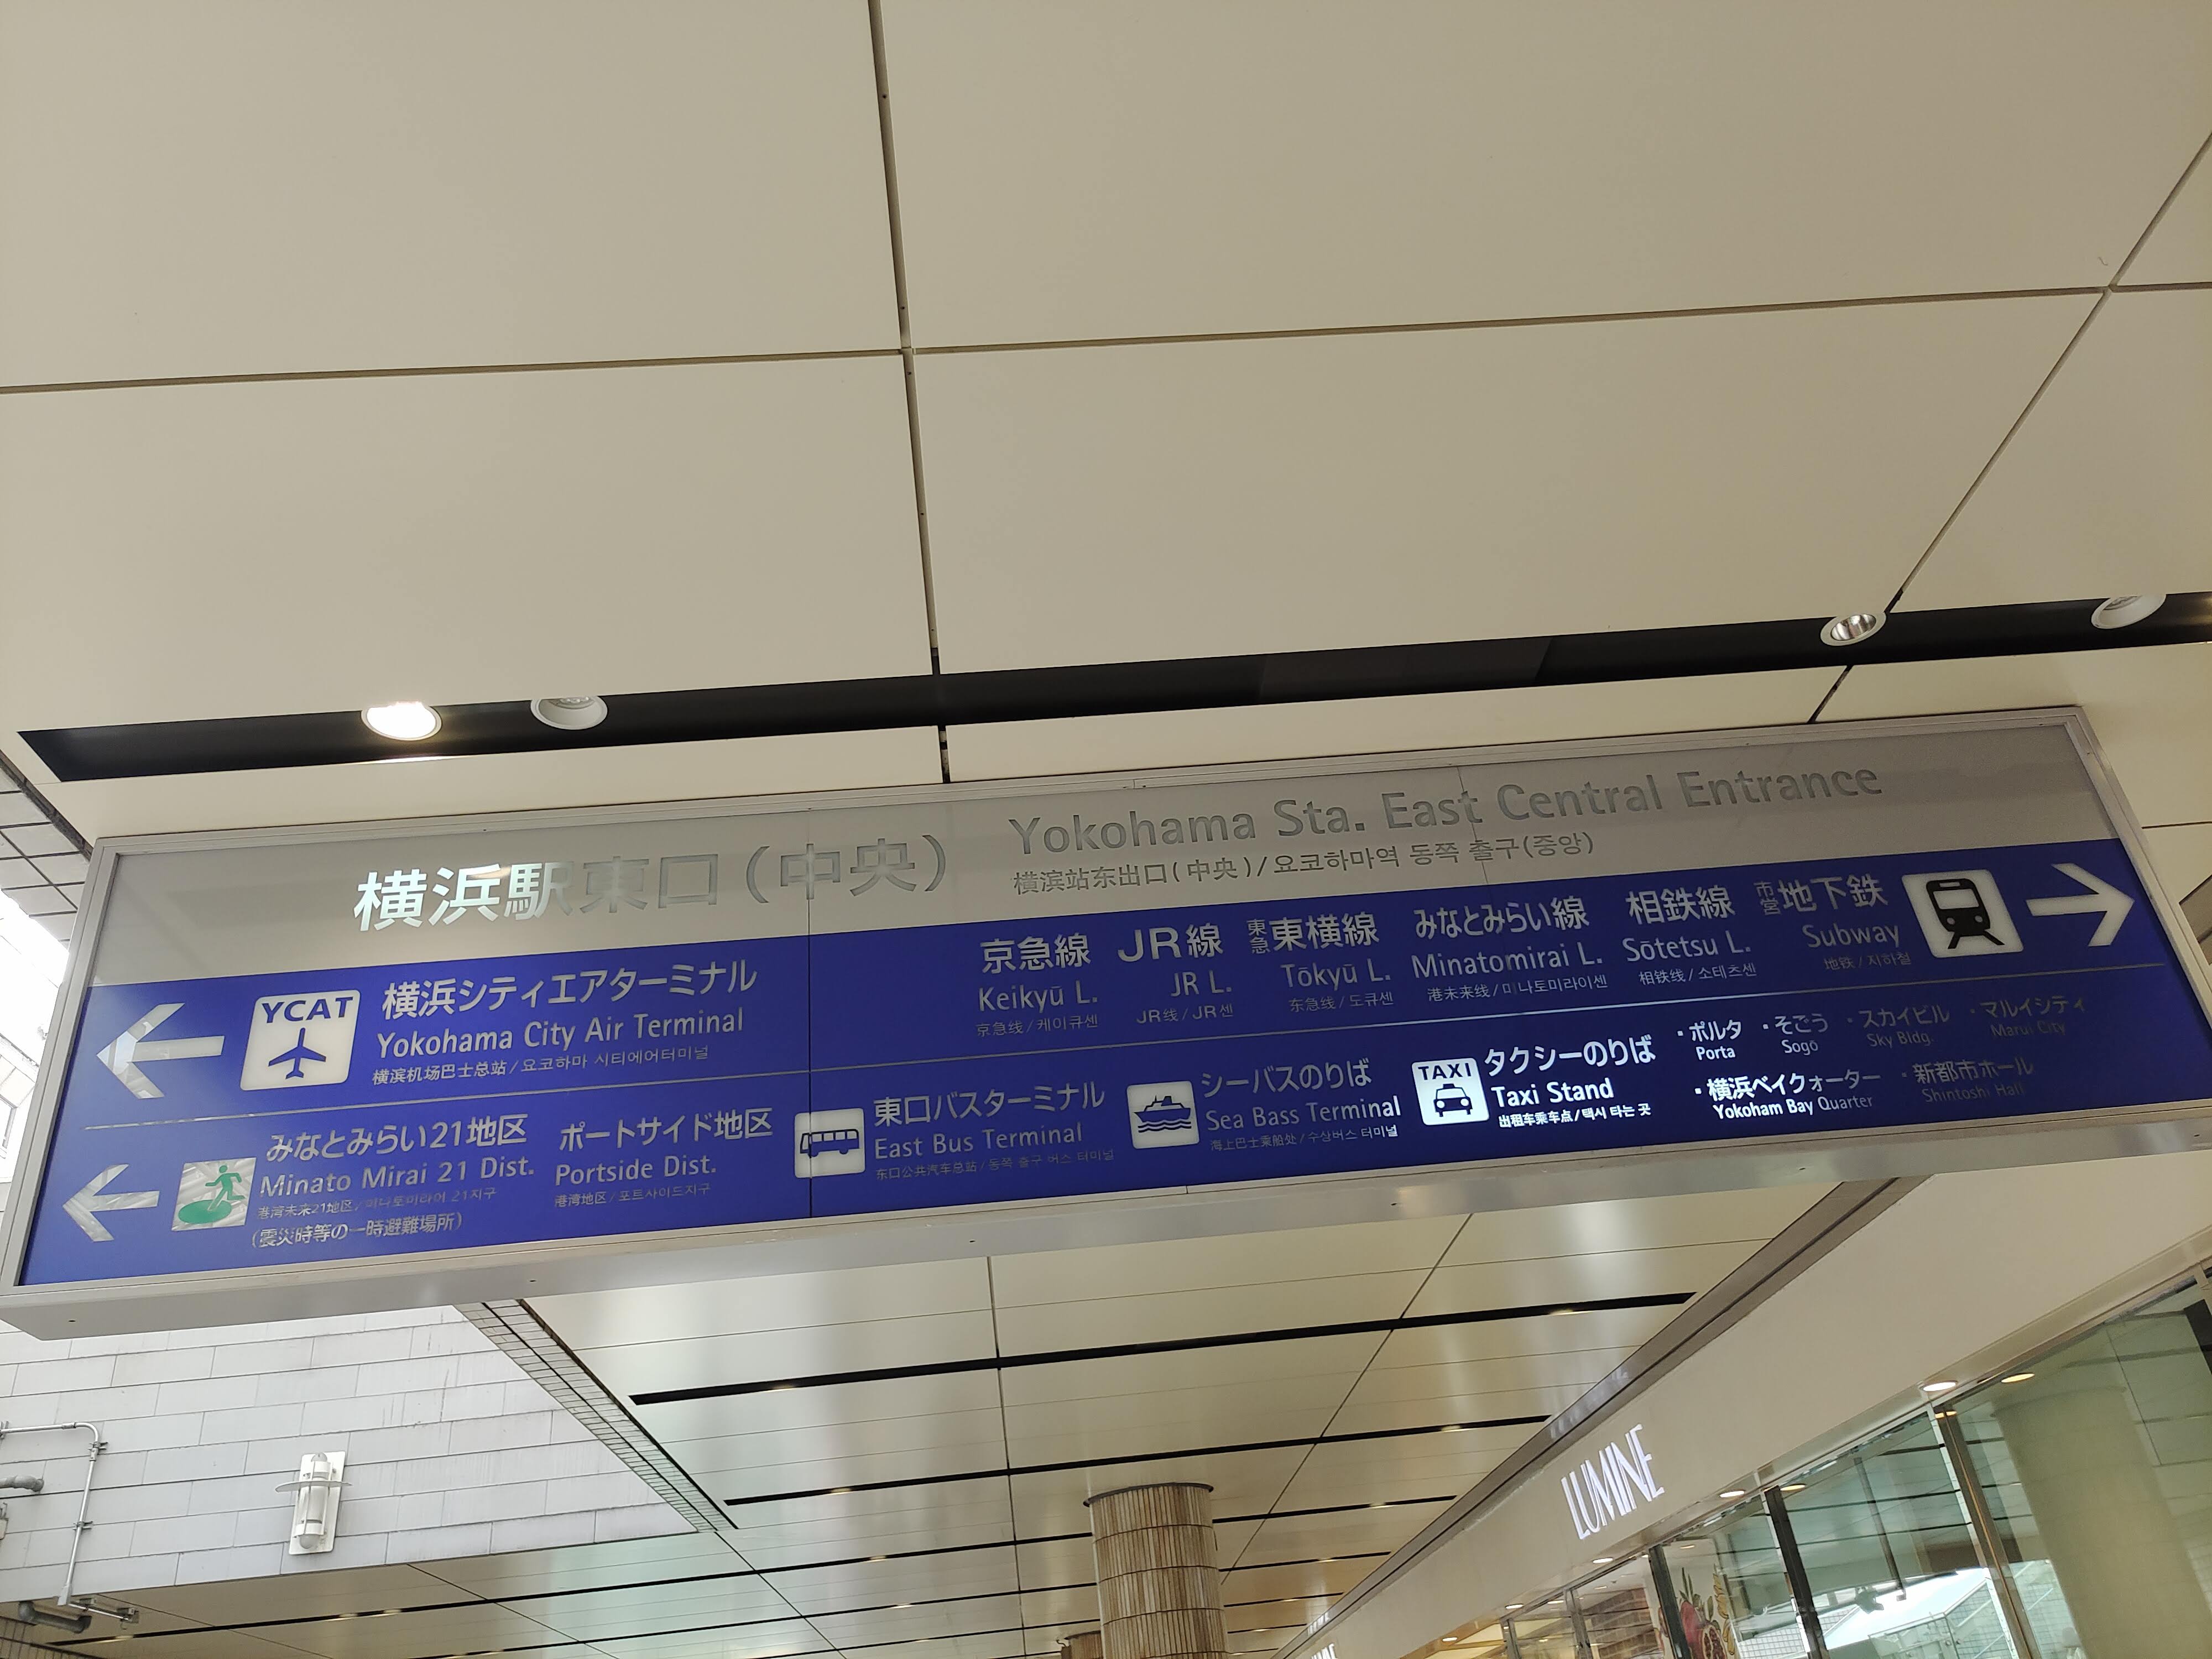 横浜駅東口（中央）
Yokohama Sta. East Central Entrance
横滨站东出口(中央)/요코하마역 동쪽 출구(중앙)
YCAT
横浜シティエアターミナル
Yokohama City Air Terminal
横滨机场巴士总站/요코하마 시티에어터미널
京急線
Keikyū L.
京急线/케이큐센
JR線
JR L.
JR线/JR센
東急東横線
Tōkyū L.
东急线/도큐센
みなとみらい線
Minatomirai L.
港未来线/미나토미라이센
相鉄線
Sōtetsu L.
相铁线/소테츠센
市営地下鉄
Subway
地铁/지하철
みなとみらい21地区
Minato Mirai 21 Dist.
港湾未来21地区/미나토미라이 21지구
(震災時等の一時避難場所)
ポートサイド地区
Portside Dist.
港湾地区/포트사이드지구
東口バスターミナル
East Bus Terminal
东口公共汽车总站/동쪽 출구 버스 터미널
シーバスのりば
Sea Bass Terminal
海上巴士乘船处/수상버스 터미널
TAXI
タクシーのりば
Taxi Stand
出租车乘车点/택시 타는 곳
・ポルタ
Porta
・そごう
Sogō
・スカイビル
Sky Bldg.
・マルイシティ
Marui City
・横浜ベイクォーター
Yokoham Bay Quarter
・新都市ホール
Shintoshi Hall
LUMINE